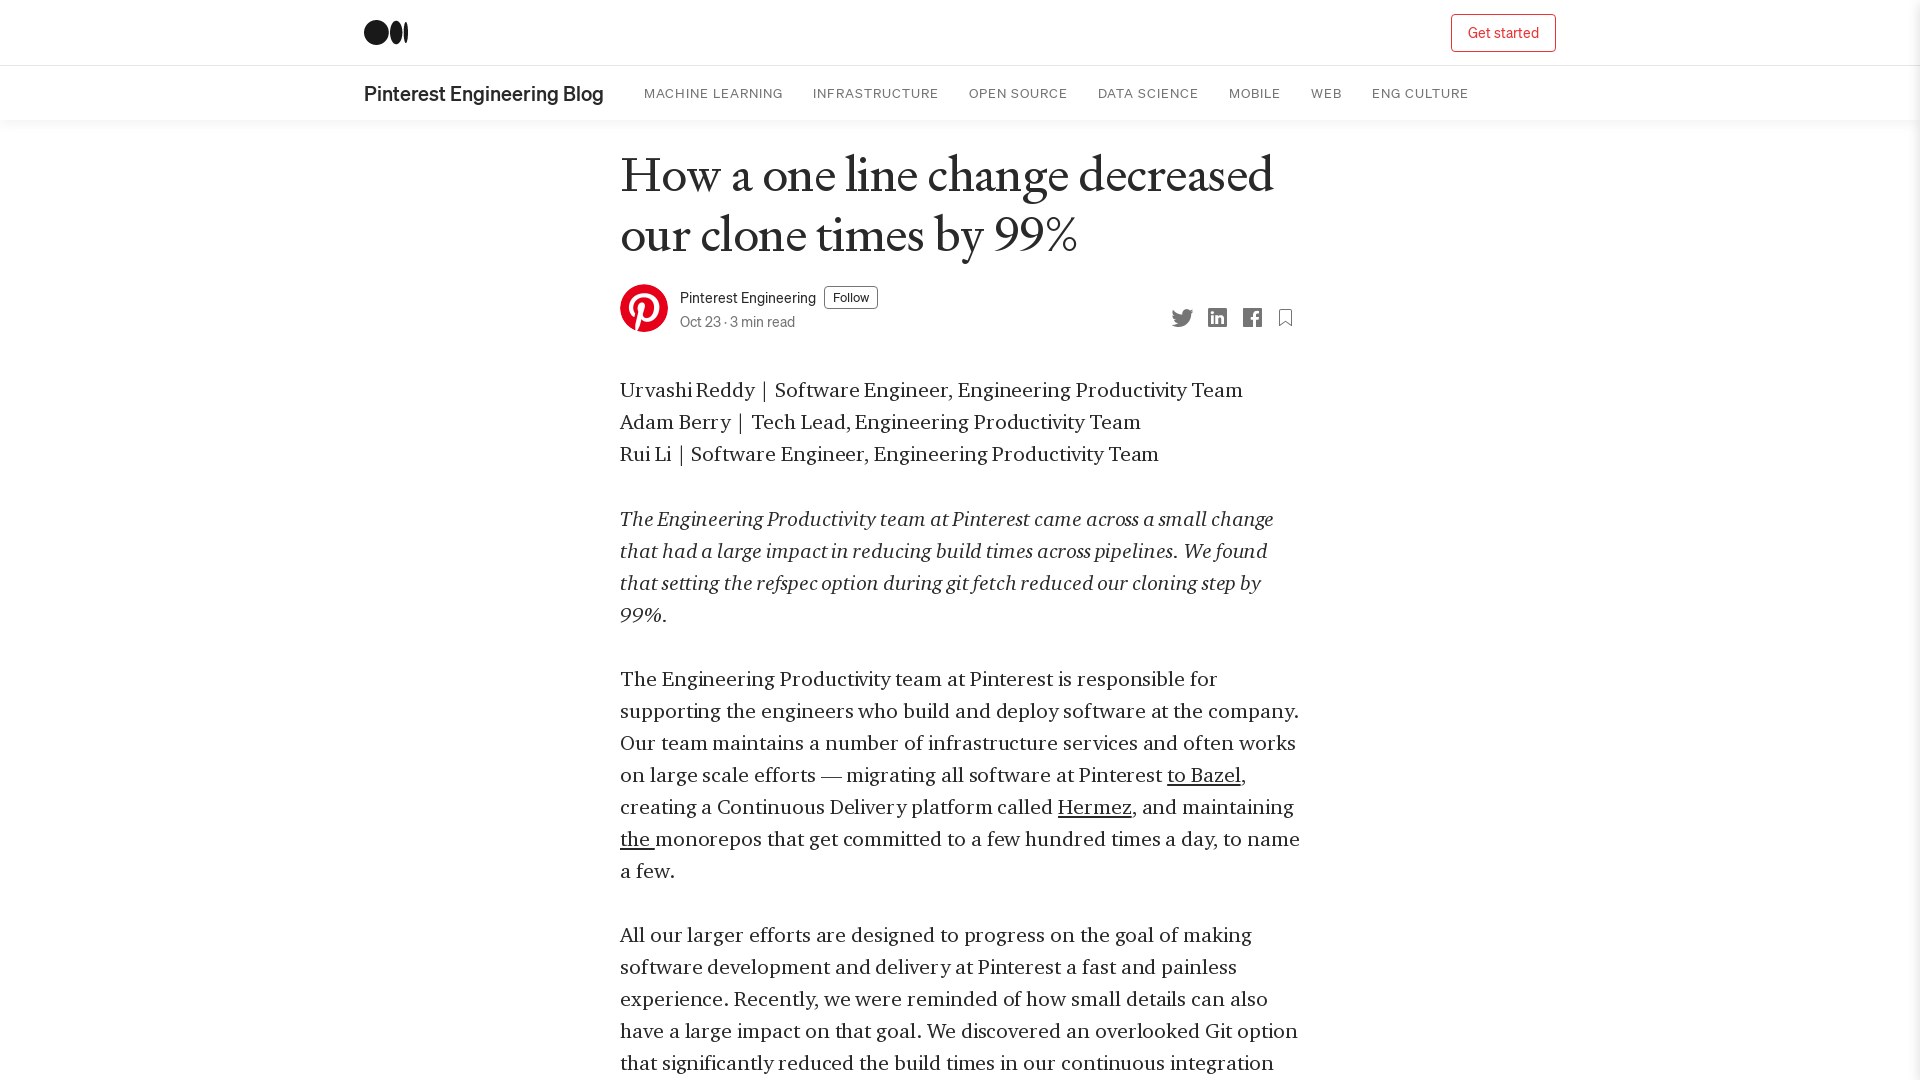 Get started
Pinterest Engineering Blog
MACHINE LEARNING
INFRASTRUCTURE
OPEN SOURCE
DATA SCIENCE
MOBILE
WEB
ENG CULTURE
How a one line change decreased
our clone times by 99%
Pinterest Engineering
Follow
Oct 23 · 3 min read
Urvashi Reddy | Software Engineer, Engineering Productivity Team
Adam Berry | Tech Lead, Engineering Productivity Team
Rui Li | Software Engineer, Engineering Productivity Team
The Engineering Productivity team at Pinterest came across a small change
that had a large impact in reducing build times across pipelines. We found
that setting the refspec option during git fetch reduced our cloning step by
99%.
The Engineering Productivity team at Pinterest is responsible for
supporting the engineers who build and deploy software at the company.
Our team maintains a number of infrastructure services and often works
on large scale efforts — migrating all software at Pinterest to Bazel,
creating a Continuous Delivery platform called Hermez, and maintaining
the monorepos that get committed to a few hundred times a day, to name
a few.
All our larger efforts are designed to progress on the goal of making
software development and delivery at Pinterest a fast and painless
experience. Recently, we were reminded of how small details can also
have a large impact on that goal. We discovered an overlooked Git option
that significantly reduced the build times in our continuous integration